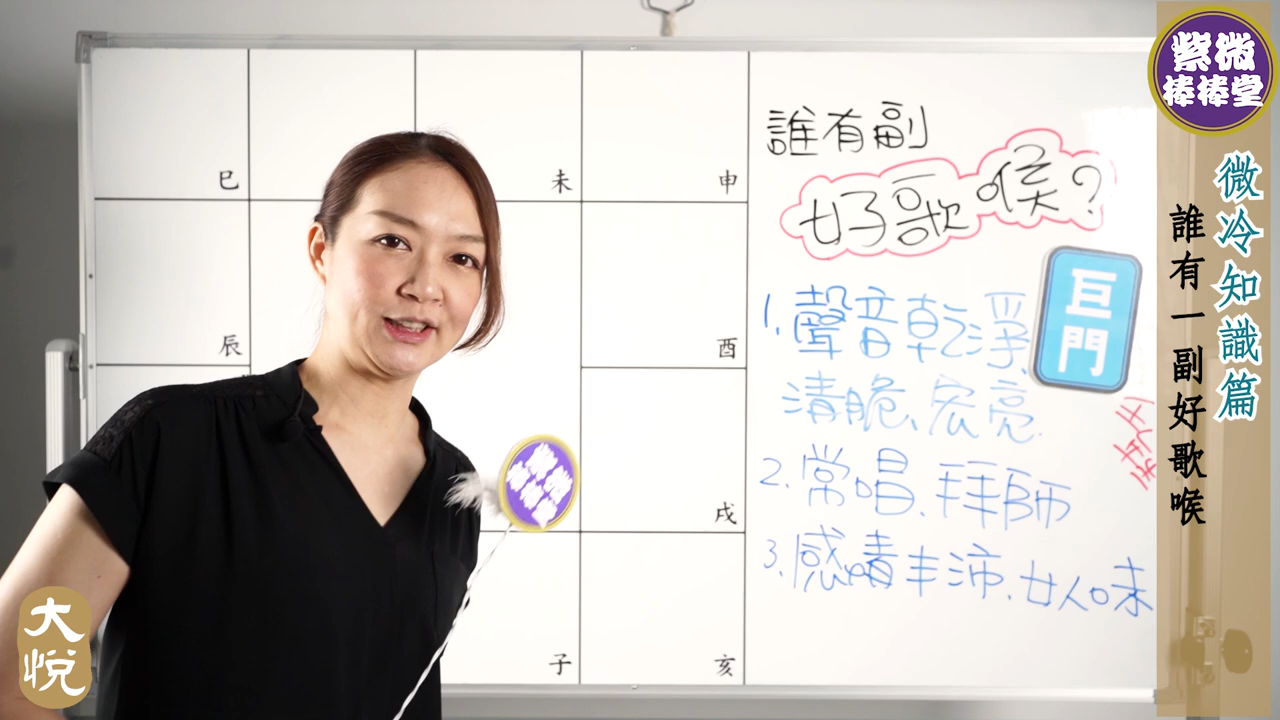 紫微
棒棒堂
微冷知識篇
誰有一副好歌喉
誰有副
好歌喉?
巨門
1. 聲音乾淨、
清脆、宏亮.
2. 常唱、拜師
3. 感情丰沛、女人味
巳
未
申
辰
酉
戌
子
亥
大悅